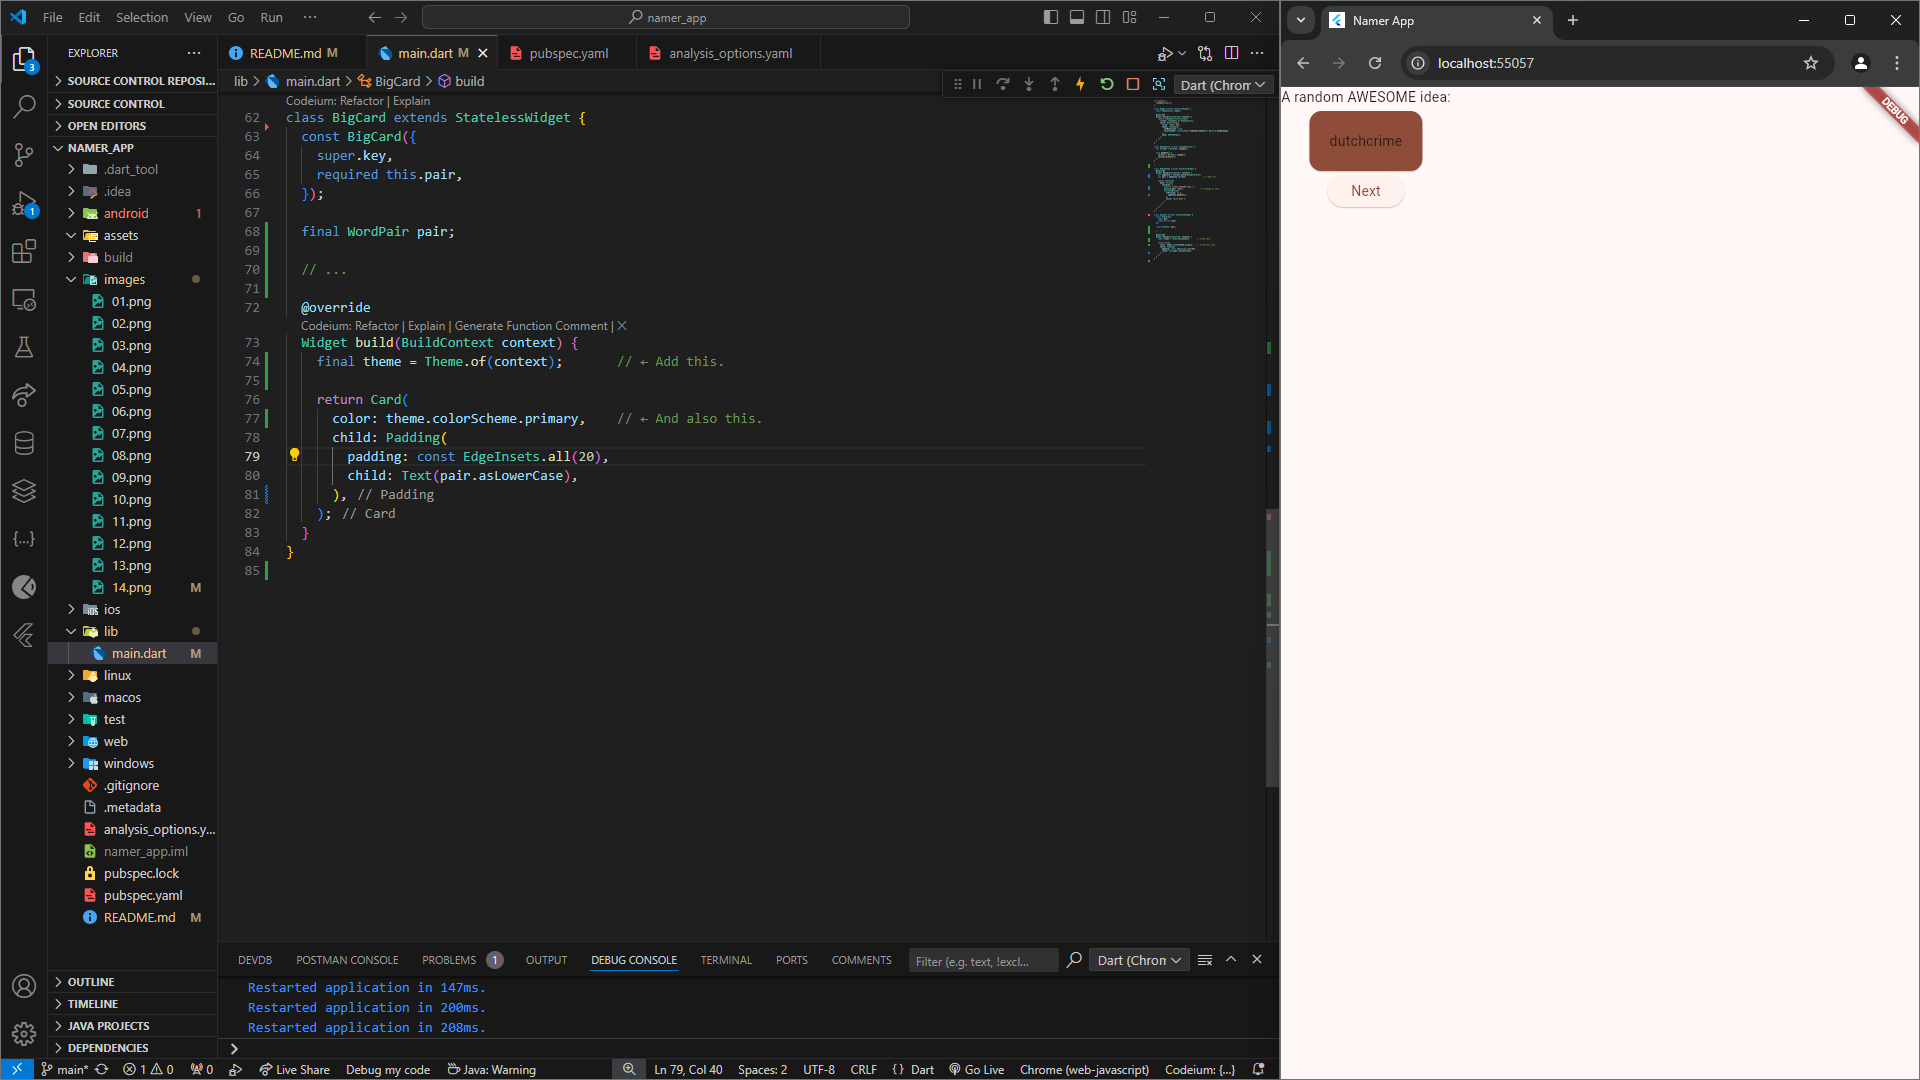 File Edit Selection View Go Run ··· namer_app
EXPLORER
SOURCE CONTROL REPOSI...
SOURCE CONTROL
OPEN EDITORS
NAMER_APP
.dart_tool
.idea
android 1
assets
build
images
01.png
02.png
03.png
04.png
05.png
06.png
07.png
08.png
09.png
10.png
11.png
12.png
13.png
14.png M
ios
lib
main.dart M
linux
macos
test
web
windows
.gitignore
.metadata
analysis_options.y...
namer_app.iml
pubspec.lock
pubspec.yaml
README.md M
OUTLINE
TIMELINE
JAVA PROJECTS
DEPENDENCIES
3
1
README.md M main.dart M pubspec.yaml analysis_options.yaml
lib > main.dart > BigCard > build
Dart (Chrom
Codeium: Refactor | Explain
62 class BigCard extends StatelessWidget {
63 const BigCard({
64 super.key,
65 required this.pair,
66 });
67
68 final WordPair pair;
69
70 // ...
71
72 @override
Codeium: Refactor | Explain | Generate Function Comment | X
73 Widget build(BuildContext context) {
74 final theme = Theme.of(context); // ← Add this.
75
76 return Card(
77 color: theme.colorScheme.primary, // ← And also this.
78 child: Padding(
79 padding: const EdgeInsets.all(20),
80 child: Text(pair.asLowerCase),
81 ), // Padding
82 ); // Card
83 }
84 }
85
DEVDB POSTMAN CONSOLE PROBLEMS 1 OUTPUT DEBUG CONSOLE TERMINAL PORTS COMMENTS Filter (e.g. text, !excl... Dart (Chrom
Restarted application in 147ms.
Restarted application in 200ms.
Restarted application in 208ms.
main* 1 0 0 Live Share Debug my code Java: Warning Ln 79, Col 40 Spaces: 2 UTF-8 CRLF {} Dart Go Live Chrome (web-javascript) Codeium: {...}
Namer App
localhost:55057
DEBUG
A random AWESOME idea:
dutchcrime
Next